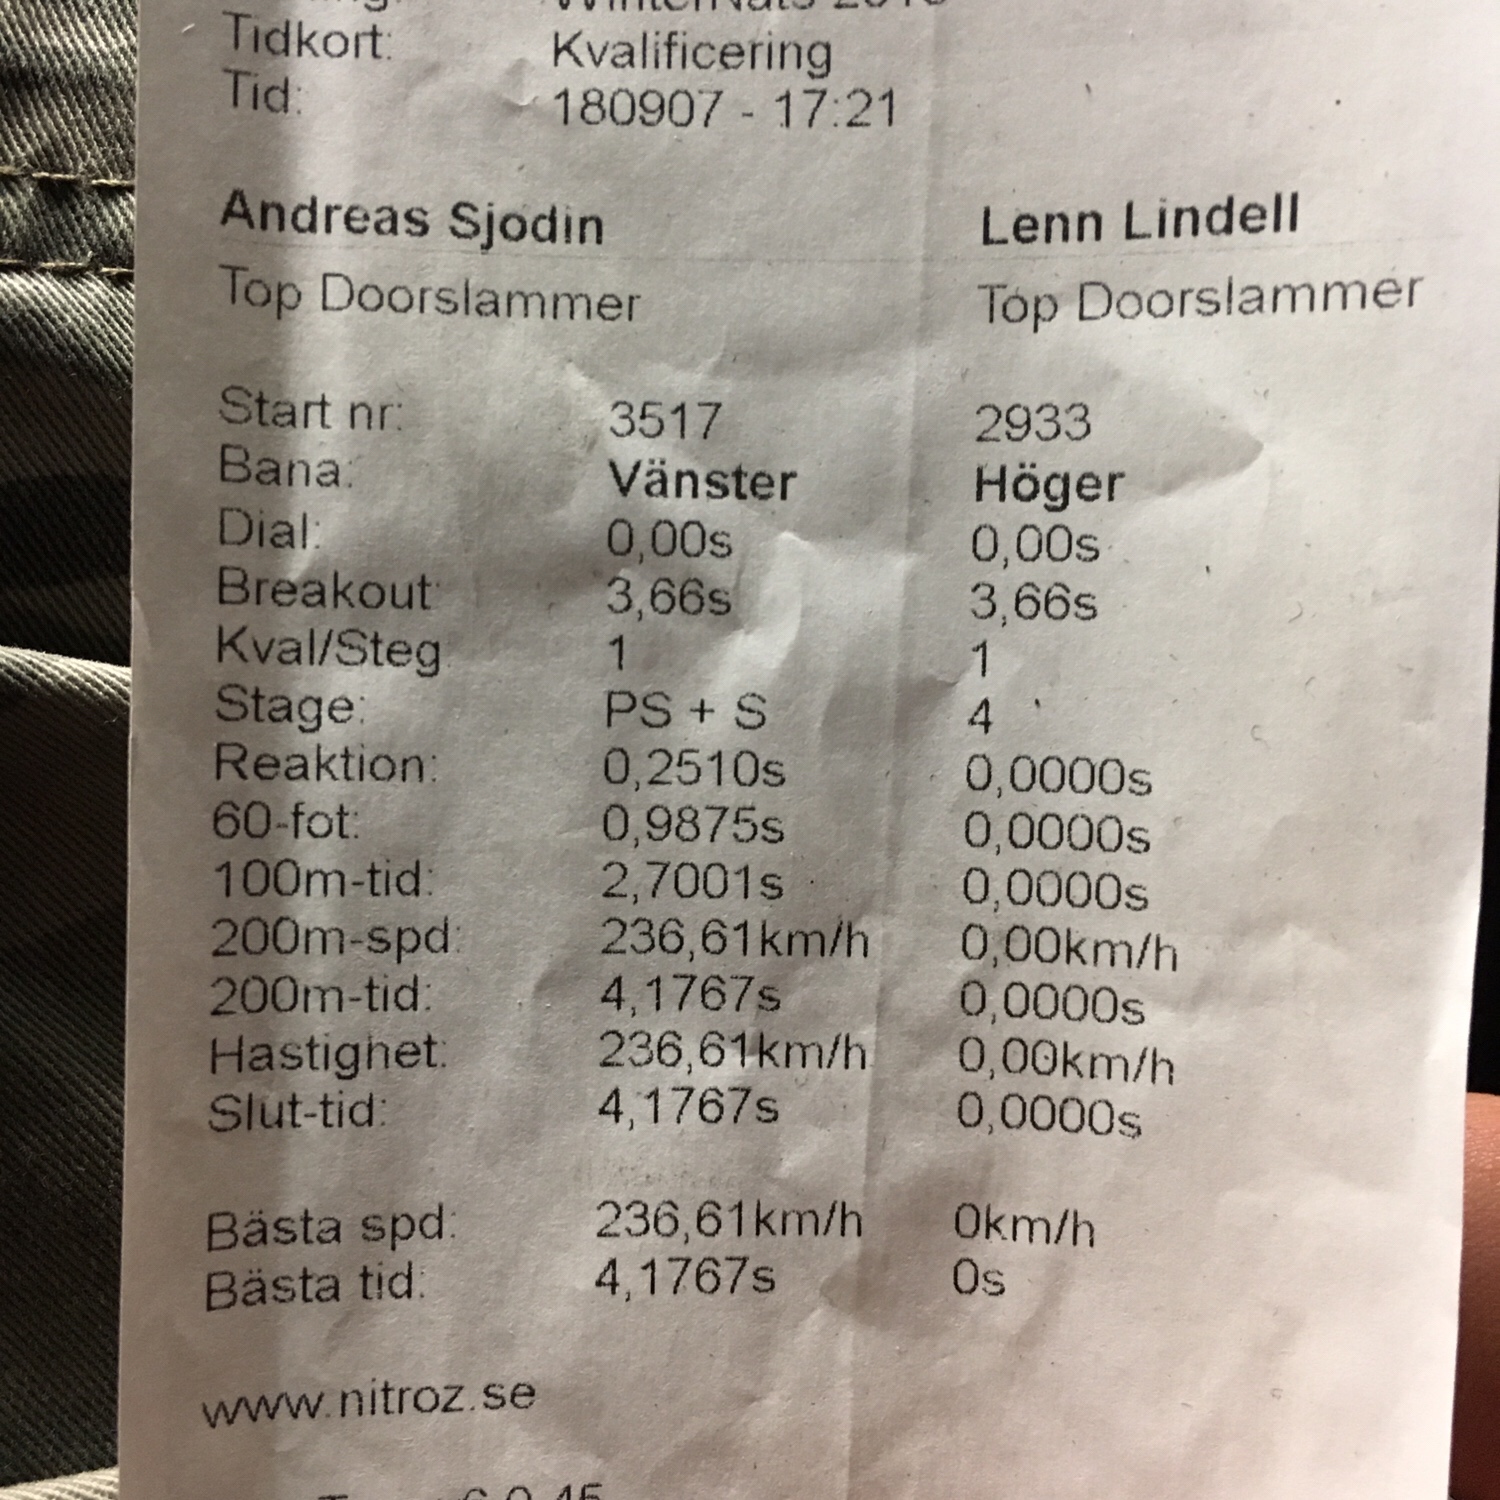 Tidkort: Kvalificering
Tid: 180907 - 17:21
Andreas Sjodin Lenn Lindell
Top Doorslammer Top Doorslammer
Start nr: 3517 2933
Bana: Vänster Höger
Dial: 0,00s 0,00s
Breakout: 3,66s 3,66s
Kval/Steg 1 1
Stage: PS + S 4
Reaktion: 0,2510s 0,0000s
60-fot: 0,9875s 0,0000s
100m-tid: 2,7001s 0,0000s
200m-spd: 236,61km/h 0,00km/h
200m-tid: 4,1767s 0,0000s
Hastighet: 236,61km/h 0,00km/h
Slut-tid: 4,1767s 0,0000s
Bästa spd: 236,61km/h 0km/h
Bästa tid: 4,1767s 0s
www.nitroz.se